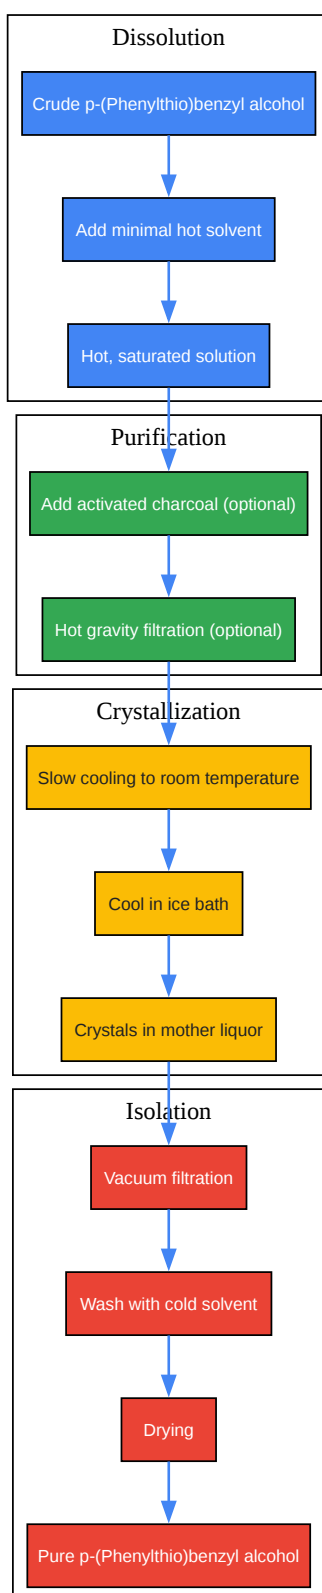 Dissolution
Crude p-(Phenylthio)benzyl alcohol
Add minimal hot solvent
Hot, saturated solution
Purification
Add activated charcoal (optional)
Hot gravity filtration (optional)
Crystallization
Slow cooling to room temperature
Cool in ice bath
Crystals in mother liquor
Isolation
Vacuum filtration
Wash with cold solvent
Drying
Pure p-(Phenylthio)benzyl alcohol